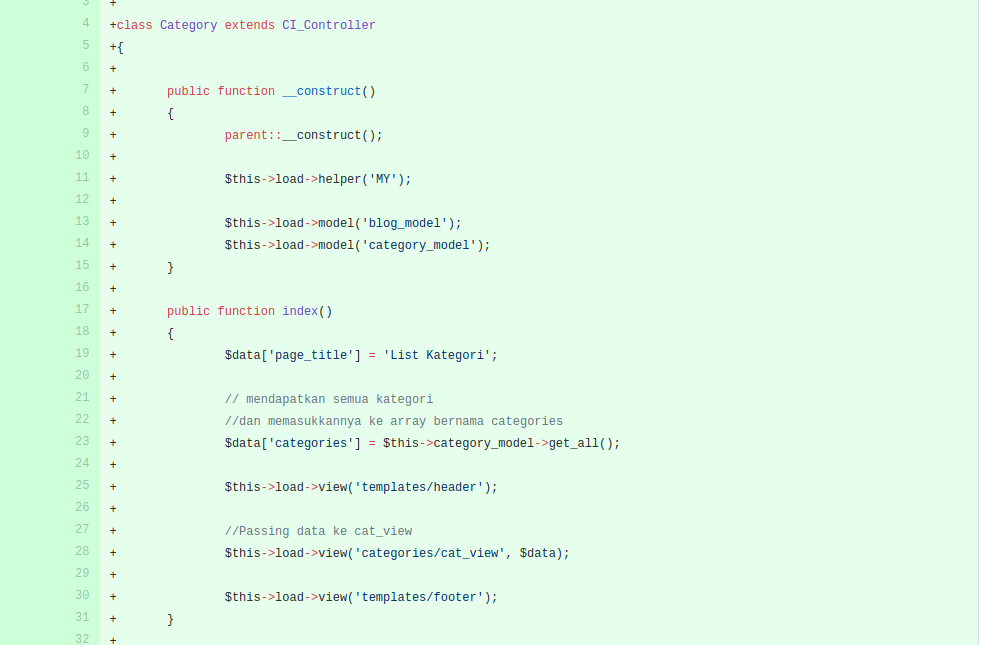 3 +
4 +class Category extends CI_Controller
5 +{
6 +
7 + public function __construct()
8 + {
9 + parent::__construct();
10 +
11 + $this->load->helper('MY');
12 +
13 + $this->load->model('blog_model');
14 + $this->load->model('category_model');
15 + }
16 +
17 + public function index()
18 + {
19 + $data['page_title'] = 'List Kategori';
20 +
21 + // mendapatkan semua kategori
22 + //dan memasukkannya ke array bernama categories
23 + $data['categories'] = $this->category_model->get_all();
24 +
25 + $this->load->view('templates/header');
26 +
27 + //Passing data ke cat_view
28 + $this->load->view('categories/cat_view', $data);
29 +
30 + $this->load->view('templates/footer');
31 + }
32 +